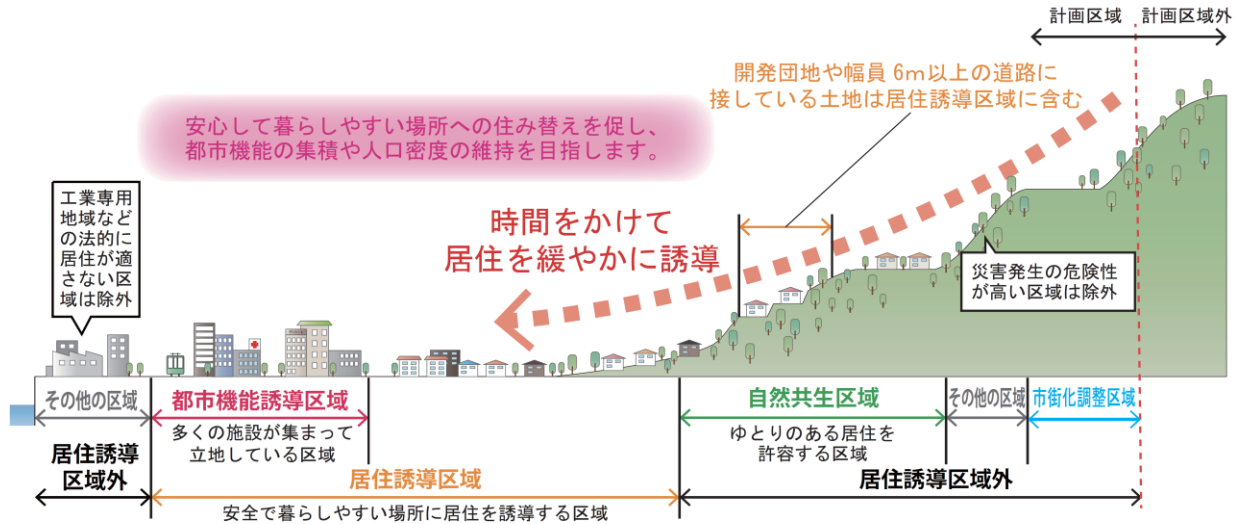 計画区域
計画区域外
開発団地や幅員 6m以上の道路に
接している土地は居住誘導区域に含む
安心して暮らしやすい場所への住み替えを促し、
都市機能の集積や人口密度の維持を目指します。
工業専用
地域など
の法的に
居住が適
さない区
域は除外
時間をかけて
居住を緩やかに誘導
災害発生の危険性
が高い区域は除外
その他の区域
都市機能誘導区域
自然共生区域
その他の区域
市街化調整区域
多くの施設が集まって
立地している区域
ゆとりのある居住を
許容する区域
居住誘導
区域外
居住誘導区域
居住誘導区域外
安全で暮らしやすい場所に居住を誘導する区域